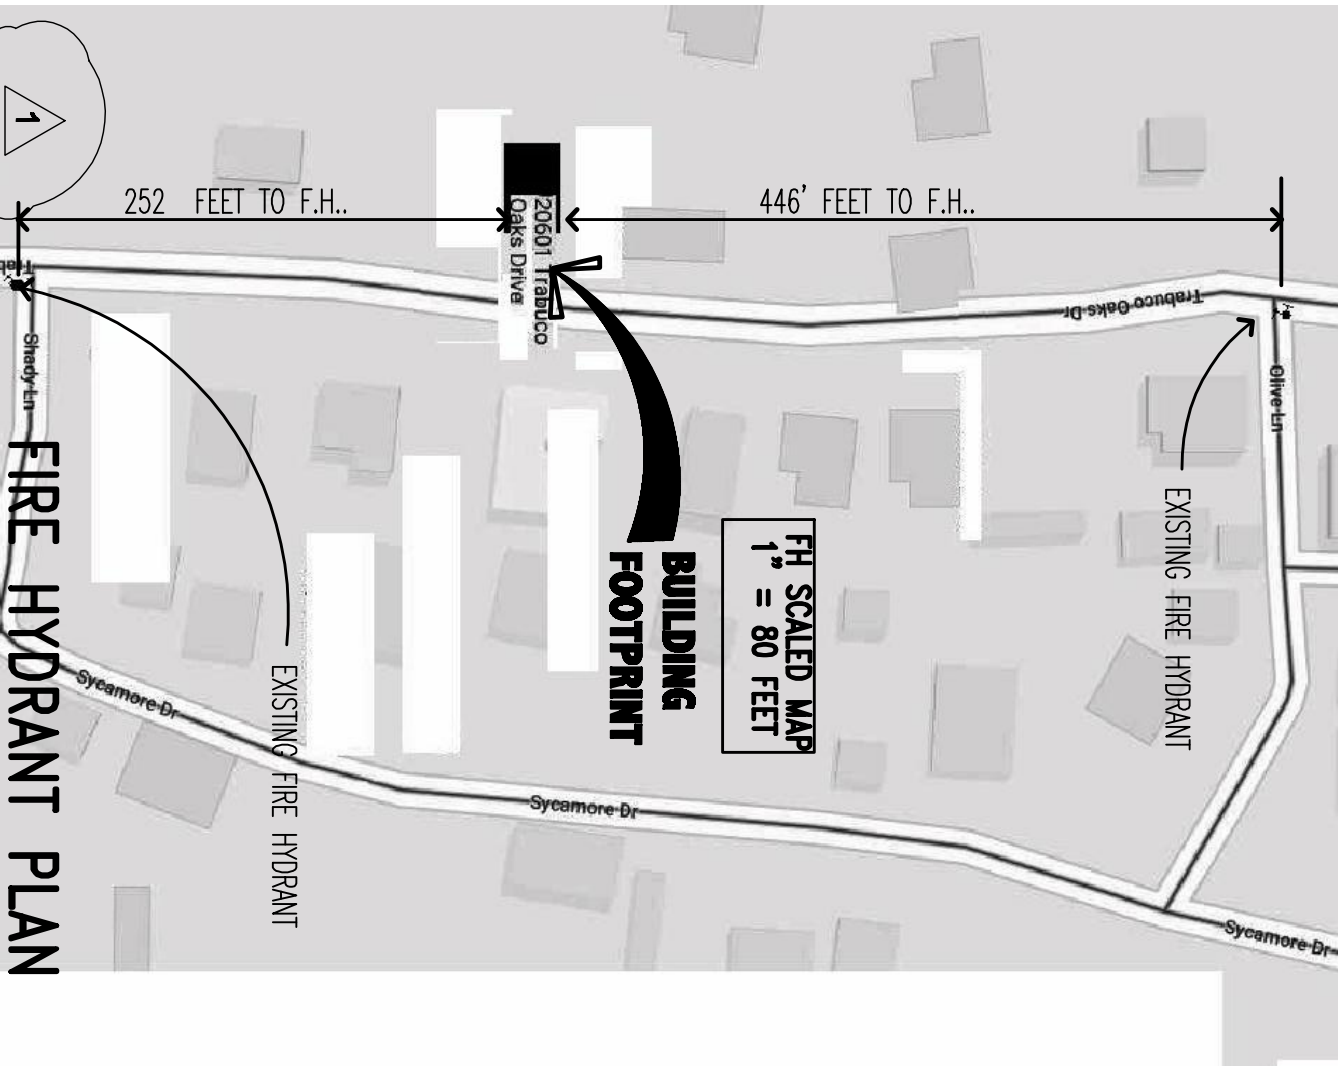 1
252 FEET TO F.H..
446' FEET TO F.H..
20601 Trabuco
Oaks Drive
Trabuco Oaks Dr
Shady Ln
Olive Ln
EXISTING FIRE HYDRANT
FH SCALED MAP
1" = 80 FEET
BUILDING
FOOTPRINT
EXISTING FIRE HYDRANT
Sycamore Dr
Sycamore Dr
Sycamore Dr
FIRE HYDRANT PLAN